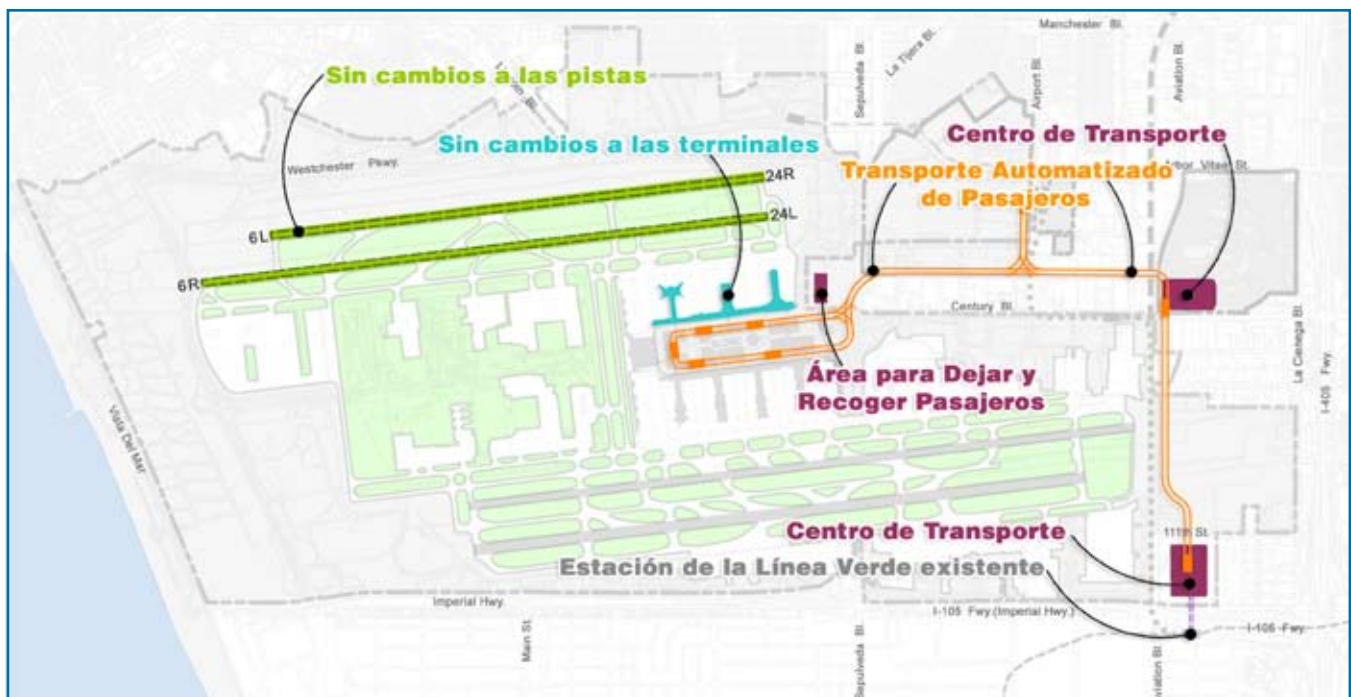 Manchester Bl.
La Tijera Bl.
Sepulveda Bl.
Airport Bl.
Aviation Bl.
Sin cambios a las pistas
Sin cambios a las terminales
Centro de Transporte
Westchester Pkwy.
Arbor Vitae St.
Transporte Automatizado
de Pasajeros
24R
24L
6L
6R
Century Bl.
La Cienega Bl.
I-405 Fwy.
Área para Dejar y
Recoger Pasajeros
Vista Del Mar
Centro de Transporte
111th St.
Estación de la Línea Verde existente
Imperial Hwy.
I-105 Fwy.(Imperial Hwy.)
I-105 Fwy.
Main St.
Sepulveda Bl.
Aviation Bl.